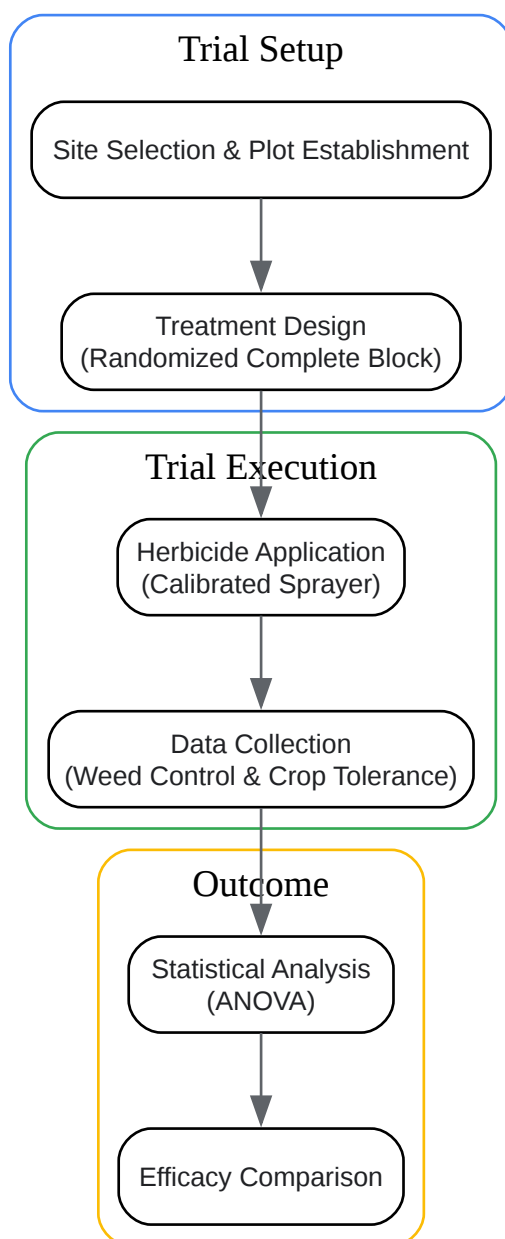 Trial Setup
Site Selection & Plot Establishment
Treatment Design
(Randomized Complete Block)
Trial Execution
Herbicide Application
(Calibrated Sprayer)
Data Collection
(Weed Control & Crop Tolerance)
Outcome
Statistical Analysis
(ANOVA)
Efficacy Comparison